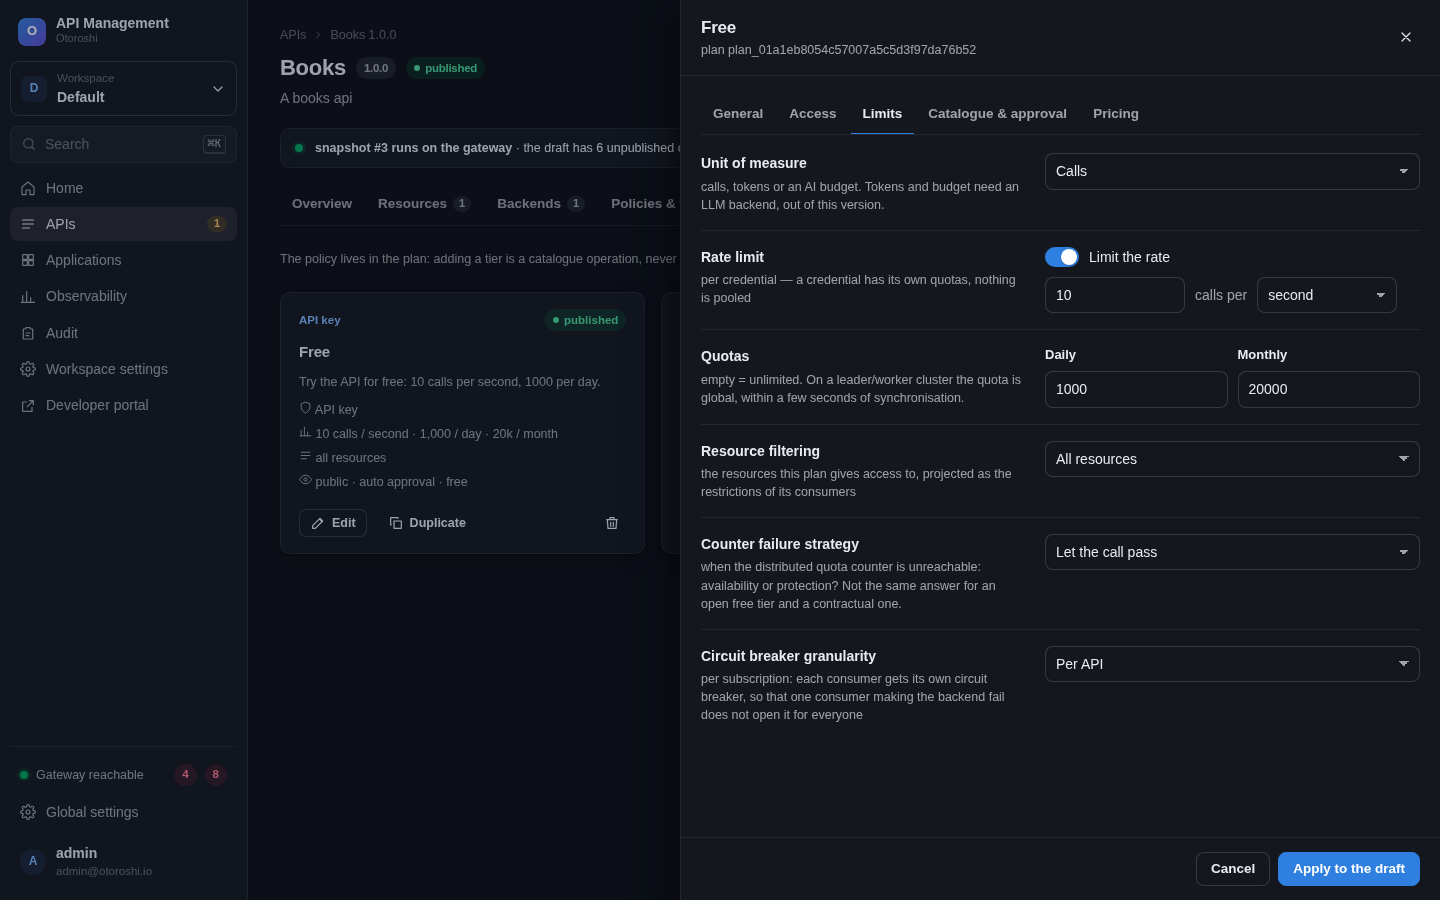 O
API Management
Otoroshi
D
Workspace
Default
Search
⌘K
Home
APIs
1
Applications
Observability
Audit
Workspace settings
Developer portal
Gateway reachable
4
8
Global settings
A
admin
admin@otoroshi.io
APIs
Books 1.0.0
Books
1.0.0
published
A books api
snapshot #3 runs on the gateway · the draft has 6 unpublished
Overview
Resources
1
Backends
1
Policies &
The policy lives in the plan: adding a tier is a catalogue operation, never
API key
published
Free
Try the API for free: 10 calls per second, 1000 per day.
API key
10 calls / second · 1,000 / day · 20k / month
all resources
public · auto approval · free
Edit
Duplicate
Free
plan plan_01a1eb8054c57007a5c5d3f97da76b52
General
Access
Limits
Catalogue & approval
Pricing
Unit of measure
calls, tokens or an AI budget. Tokens and budget need an
LLM backend, out of this version.
Calls
Rate limit
per credential — a credential has its own quotas, nothing
is pooled
Limit the rate
10
calls per
second
Quotas
empty = unlimited. On a leader/worker cluster the quota is
global, within a few seconds of synchronisation.
Daily
Monthly
1000
20000
Resource filtering
the resources this plan gives access to, projected as the
restrictions of its consumers
All resources
Counter failure strategy
when the distributed quota counter is unreachable:
availability or protection? Not the same answer for an
open free tier and a contractual one.
Let the call pass
Circuit breaker granularity
per subscription: each consumer gets its own circuit
breaker, so that one consumer making the backend fail
does not open it for everyone
Per API
Cancel
Apply to the draft